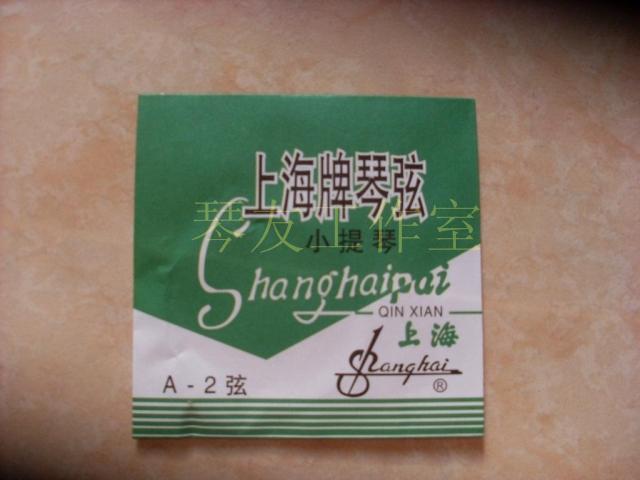 上海牌琴弦
琴友工作室
小提琴
Shanghaipai
QIN XIAN
上海
Shanghai
®
A - 2弦